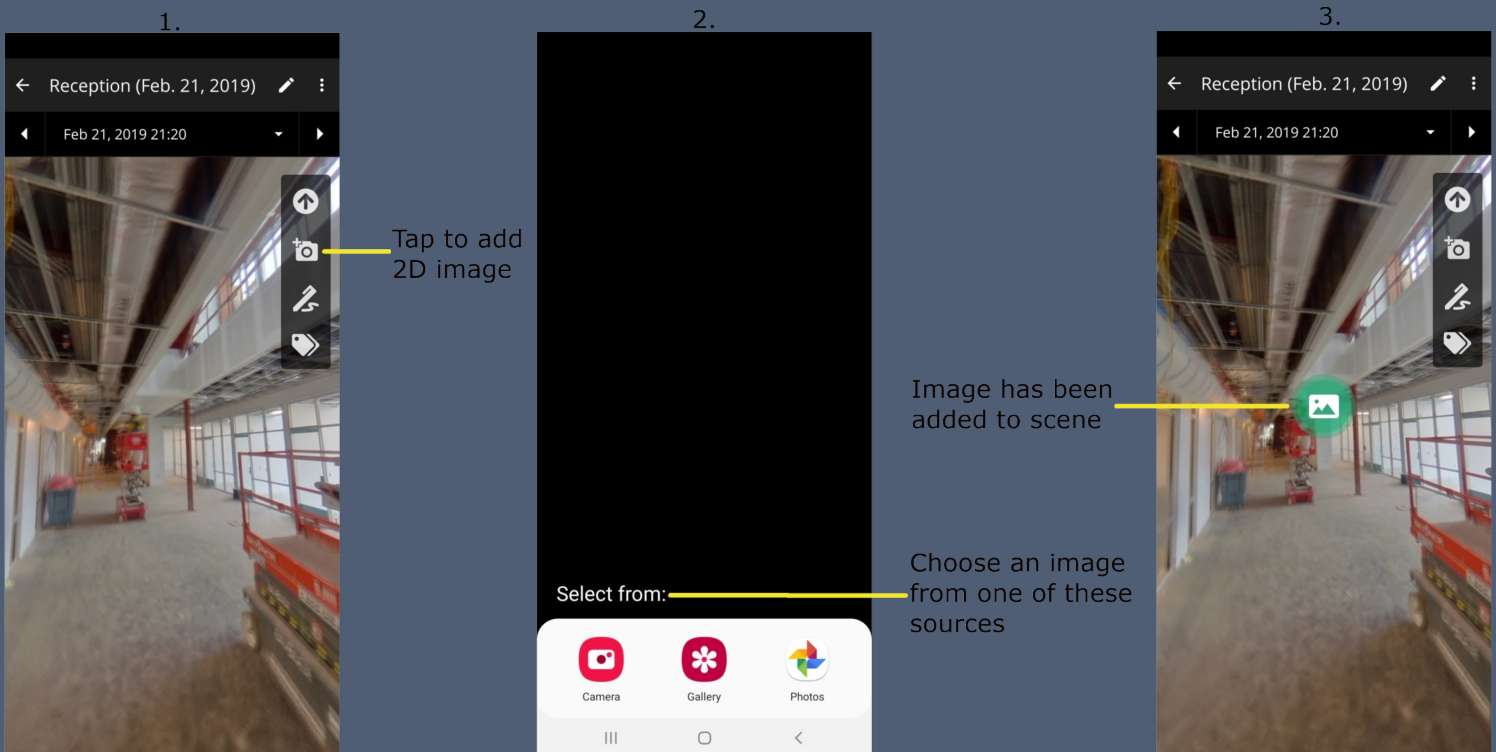 1.
Reception (Feb. 21, 2019)
Feb 21, 2019 21:20
Tap to add
2D image
2.
Select from:
Camera
Gallery
Photos
Choose an image
from one of these
sources
3.
Reception (Feb. 21, 2019)
Feb 21, 2019 21:20
Image has been
added to scene